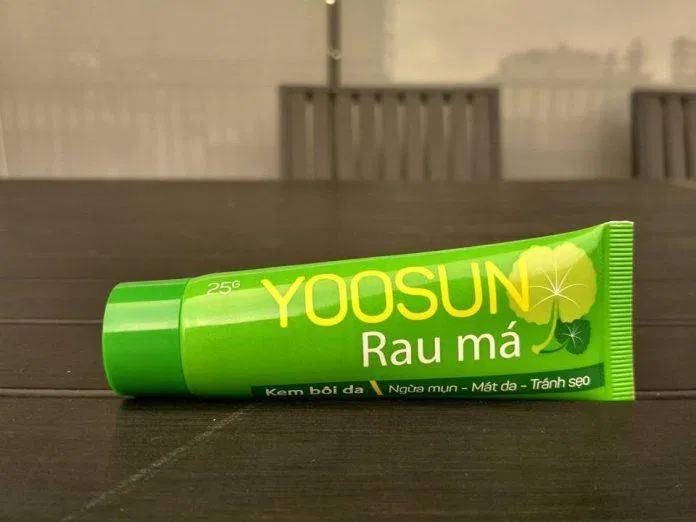 25G
YOOSUN
Rau má
Kem bôi da \ Ngừa mụn - Mát da - Tránh sẹo